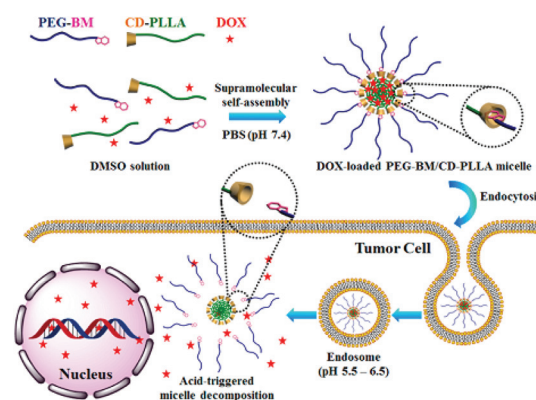 PEG-BM CD-PLLA DOX
Supramolecular
self-assembly
PBS (pH 7.4)
DMSO solution
DOX-loaded PEG-BM/CD-PLLA micelle
Endocytosi
Tumor Cell
Endosome
(pH 5.5 – 6.5)
Nucleus
Acid-triggered
micelle decomposition